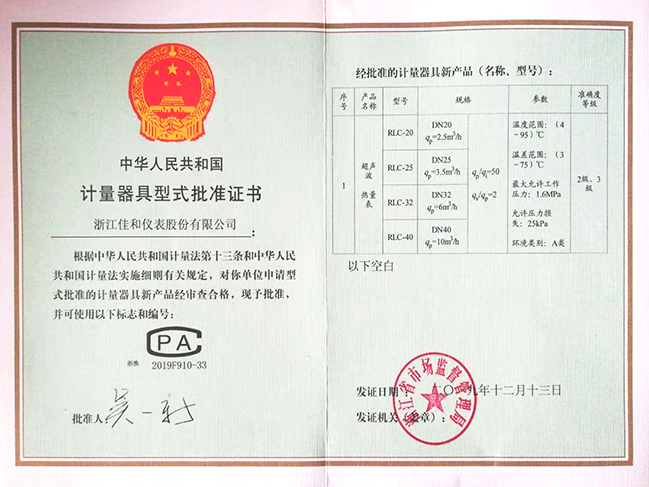 中华人民共和国
计量器具型式批准证书
浙江佳和仪表股份有限公司：
根据中华人民共和国计量法第十三条和中华人民
共和国计量法实施细则有关规定，对你单位申请型
式批准的计量器具新产品经审查合格，现予批准，
并可使用以下标志和编号：
CPA
浙换 2019F910-33
批准人 吴一新
经批准的计量器具新产品（名称、型号）：
序号 产品名称 型号 规格 参数 准确度等级
1 超声波热量表 2级、3级
RLC-20 DN20 qp=2.5m³/h
RLC-25 DN25 qp=3.5m³/h
RLC-32 DN32 qp=6m³/h
RLC-40 DN40 qp=10m³/h
qp/qi=50
qs/qp=2
温度范围：（4
-95）℃
温差范围：（3
-75）℃
最大允许工作
压力：1.6MPa
允许压力损
失：25kPa
环境类别：A类
以下空白
发证日期 二〇一九年十二月十三日
发证机关（盖章）：
浙江省市场监督管理局